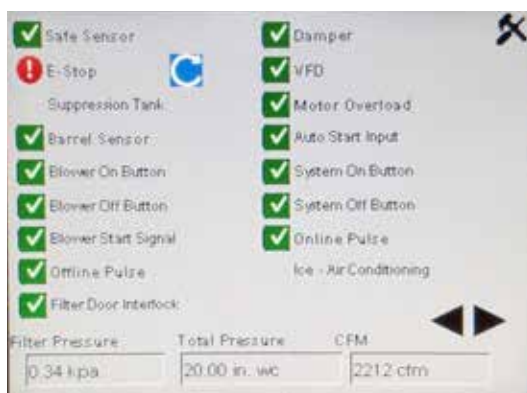 Safe Sensor
E-Stop
Suppression Tank
Barrel Sensor
Blower On Button
Blower Off Button
Blower Start Signal
Offline Pulse
Filter Door Interlock
Damper
VFD
Motor Overload
Auto Start Input
System On Button
System Off Button
Online Pulse
Ice - Air Conditioning
Filter Pressure
0.34 kpa
Total Pressure
20.00 in. wc
CFM
2212 cfm